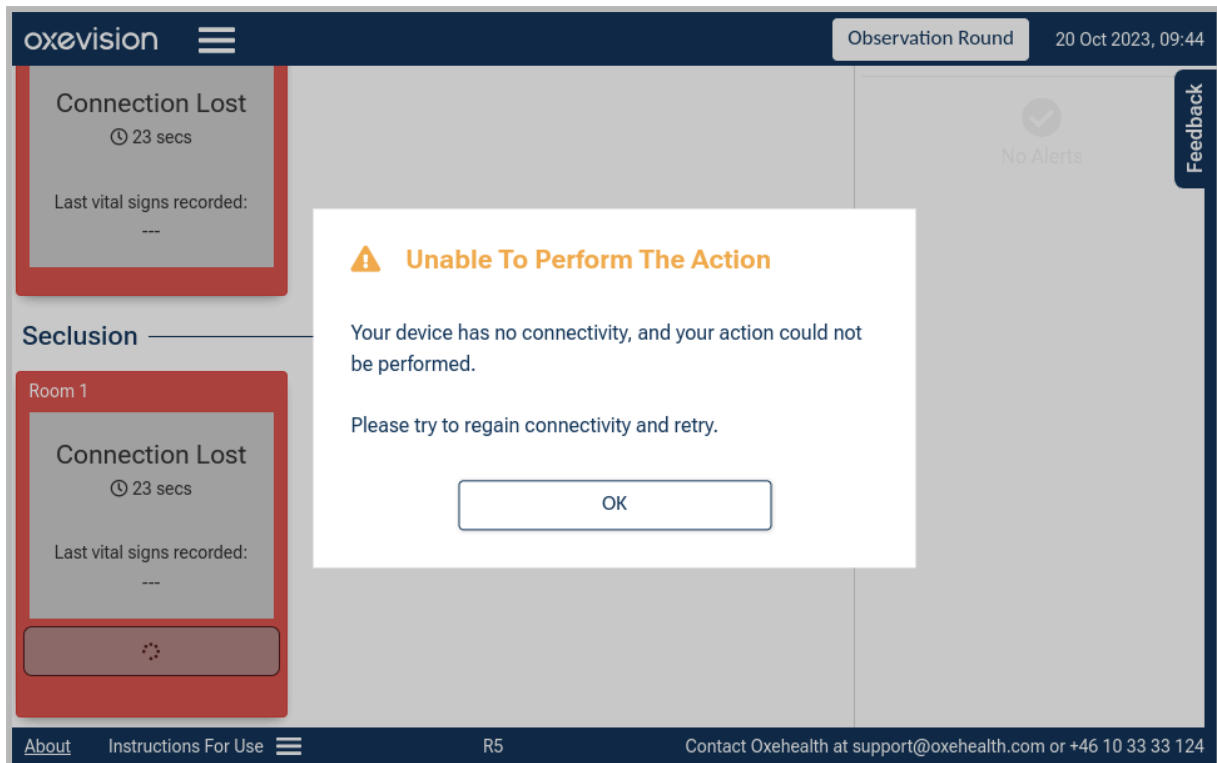 oxevision
Observation Round
20 Oct 2023, 09:44
Connection Lost
23 secs
Last vital signs recorded:
---
No Alerts
Feedback
Unable To Perform The Action
Your device has no connectivity, and your action could not
be performed.
Please try to regain connectivity and retry.
OK
Seclusion
Room 1
Connection Lost
23 secs
Last vital signs recorded:
---
About
Instructions For Use
R5
Contact Oxehealth at support@oxehealth.com or +46 10 33 33 124